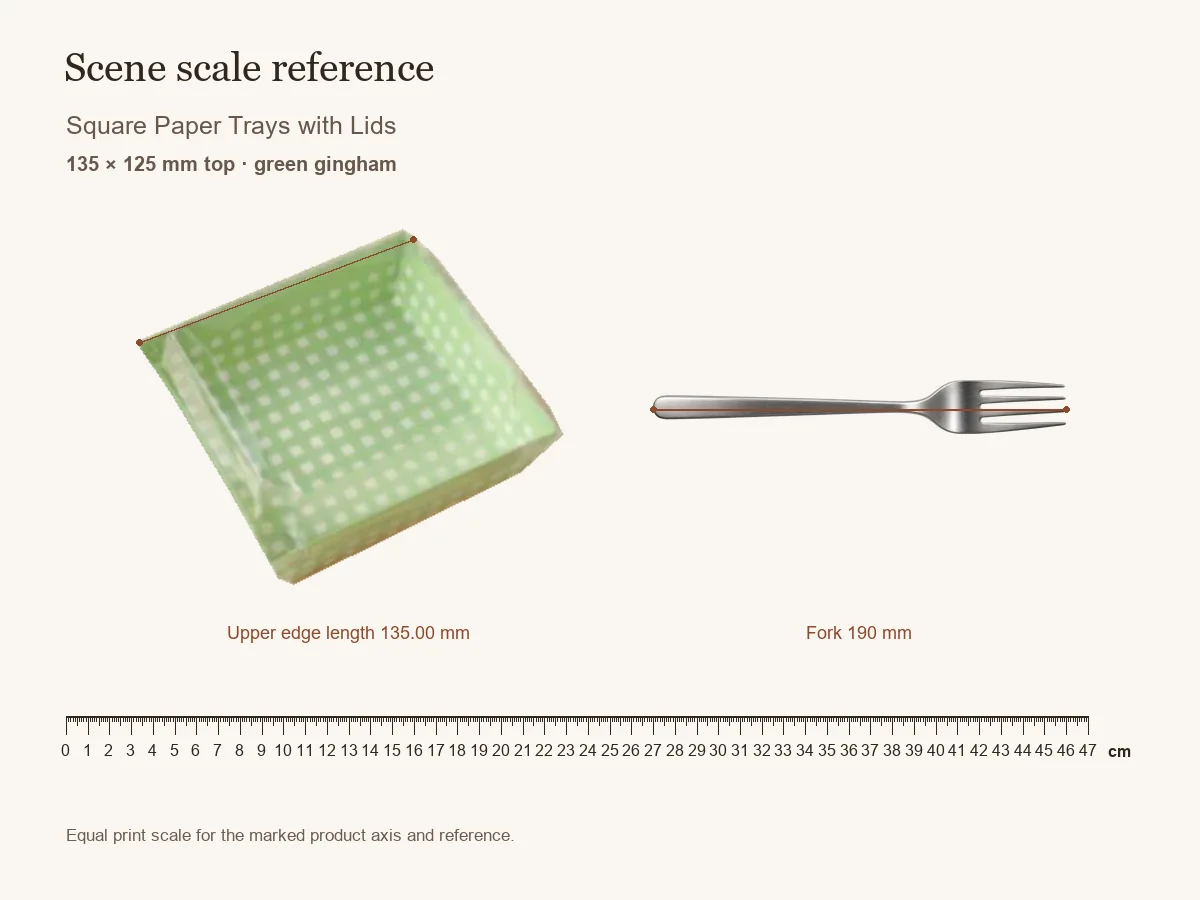 Scene scale reference
Square Paper Trays with Lids
135 × 125 mm top · green gingham
Upper edge length 135.00 mm
Fork 190 mm
0 1 2 3 4 5 6 7 8 9 10 11 12 13 14 15 16 17 18 19 20 21 22 23 24 25 26 27 28 29 30 31 32 33 34 35 36 37 38 39 40 41 42 43 44 45 46 47 cm
Equal print scale for the marked product axis and reference.